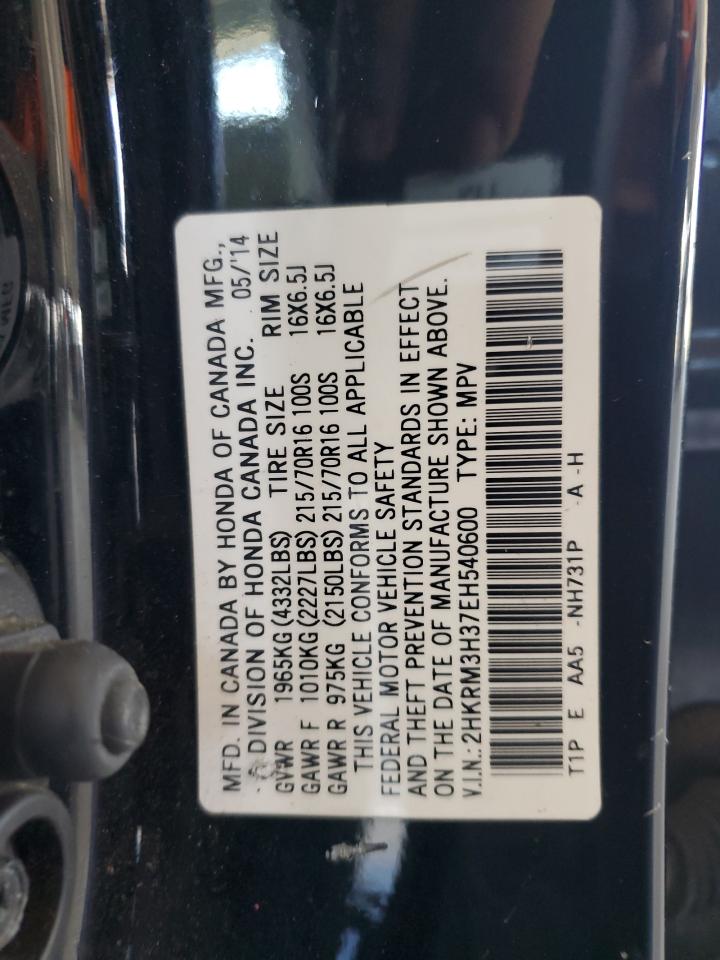 MFD. IN CANADA BY HONDA OF CANADA MFG.,
A DIVISION OF HONDA CANADA INC. 05/'14
GVWR 1965KG(4332LBS) TIRE SIZE RIM SIZE
GAWR F 1010KG(2227LBS) 215/70R16 100S 16X6.5J
GAWR R 975KG (2150LBS) 215/70R16 100S 16X6.5J
THIS VEHICLE CONFORMS TO ALL APPLICABLE
FEDERAL MOTOR VEHICLE SAFETY
AND THEFT PREVENTION STANDARDS IN EFFECT
ON THE DATE OF MANUFACTURE SHOWN ABOVE.
V.I.N.: 2HKRM3H37EH540600 TYPE: MPV
T1P E AA5 -NH731P -A -H